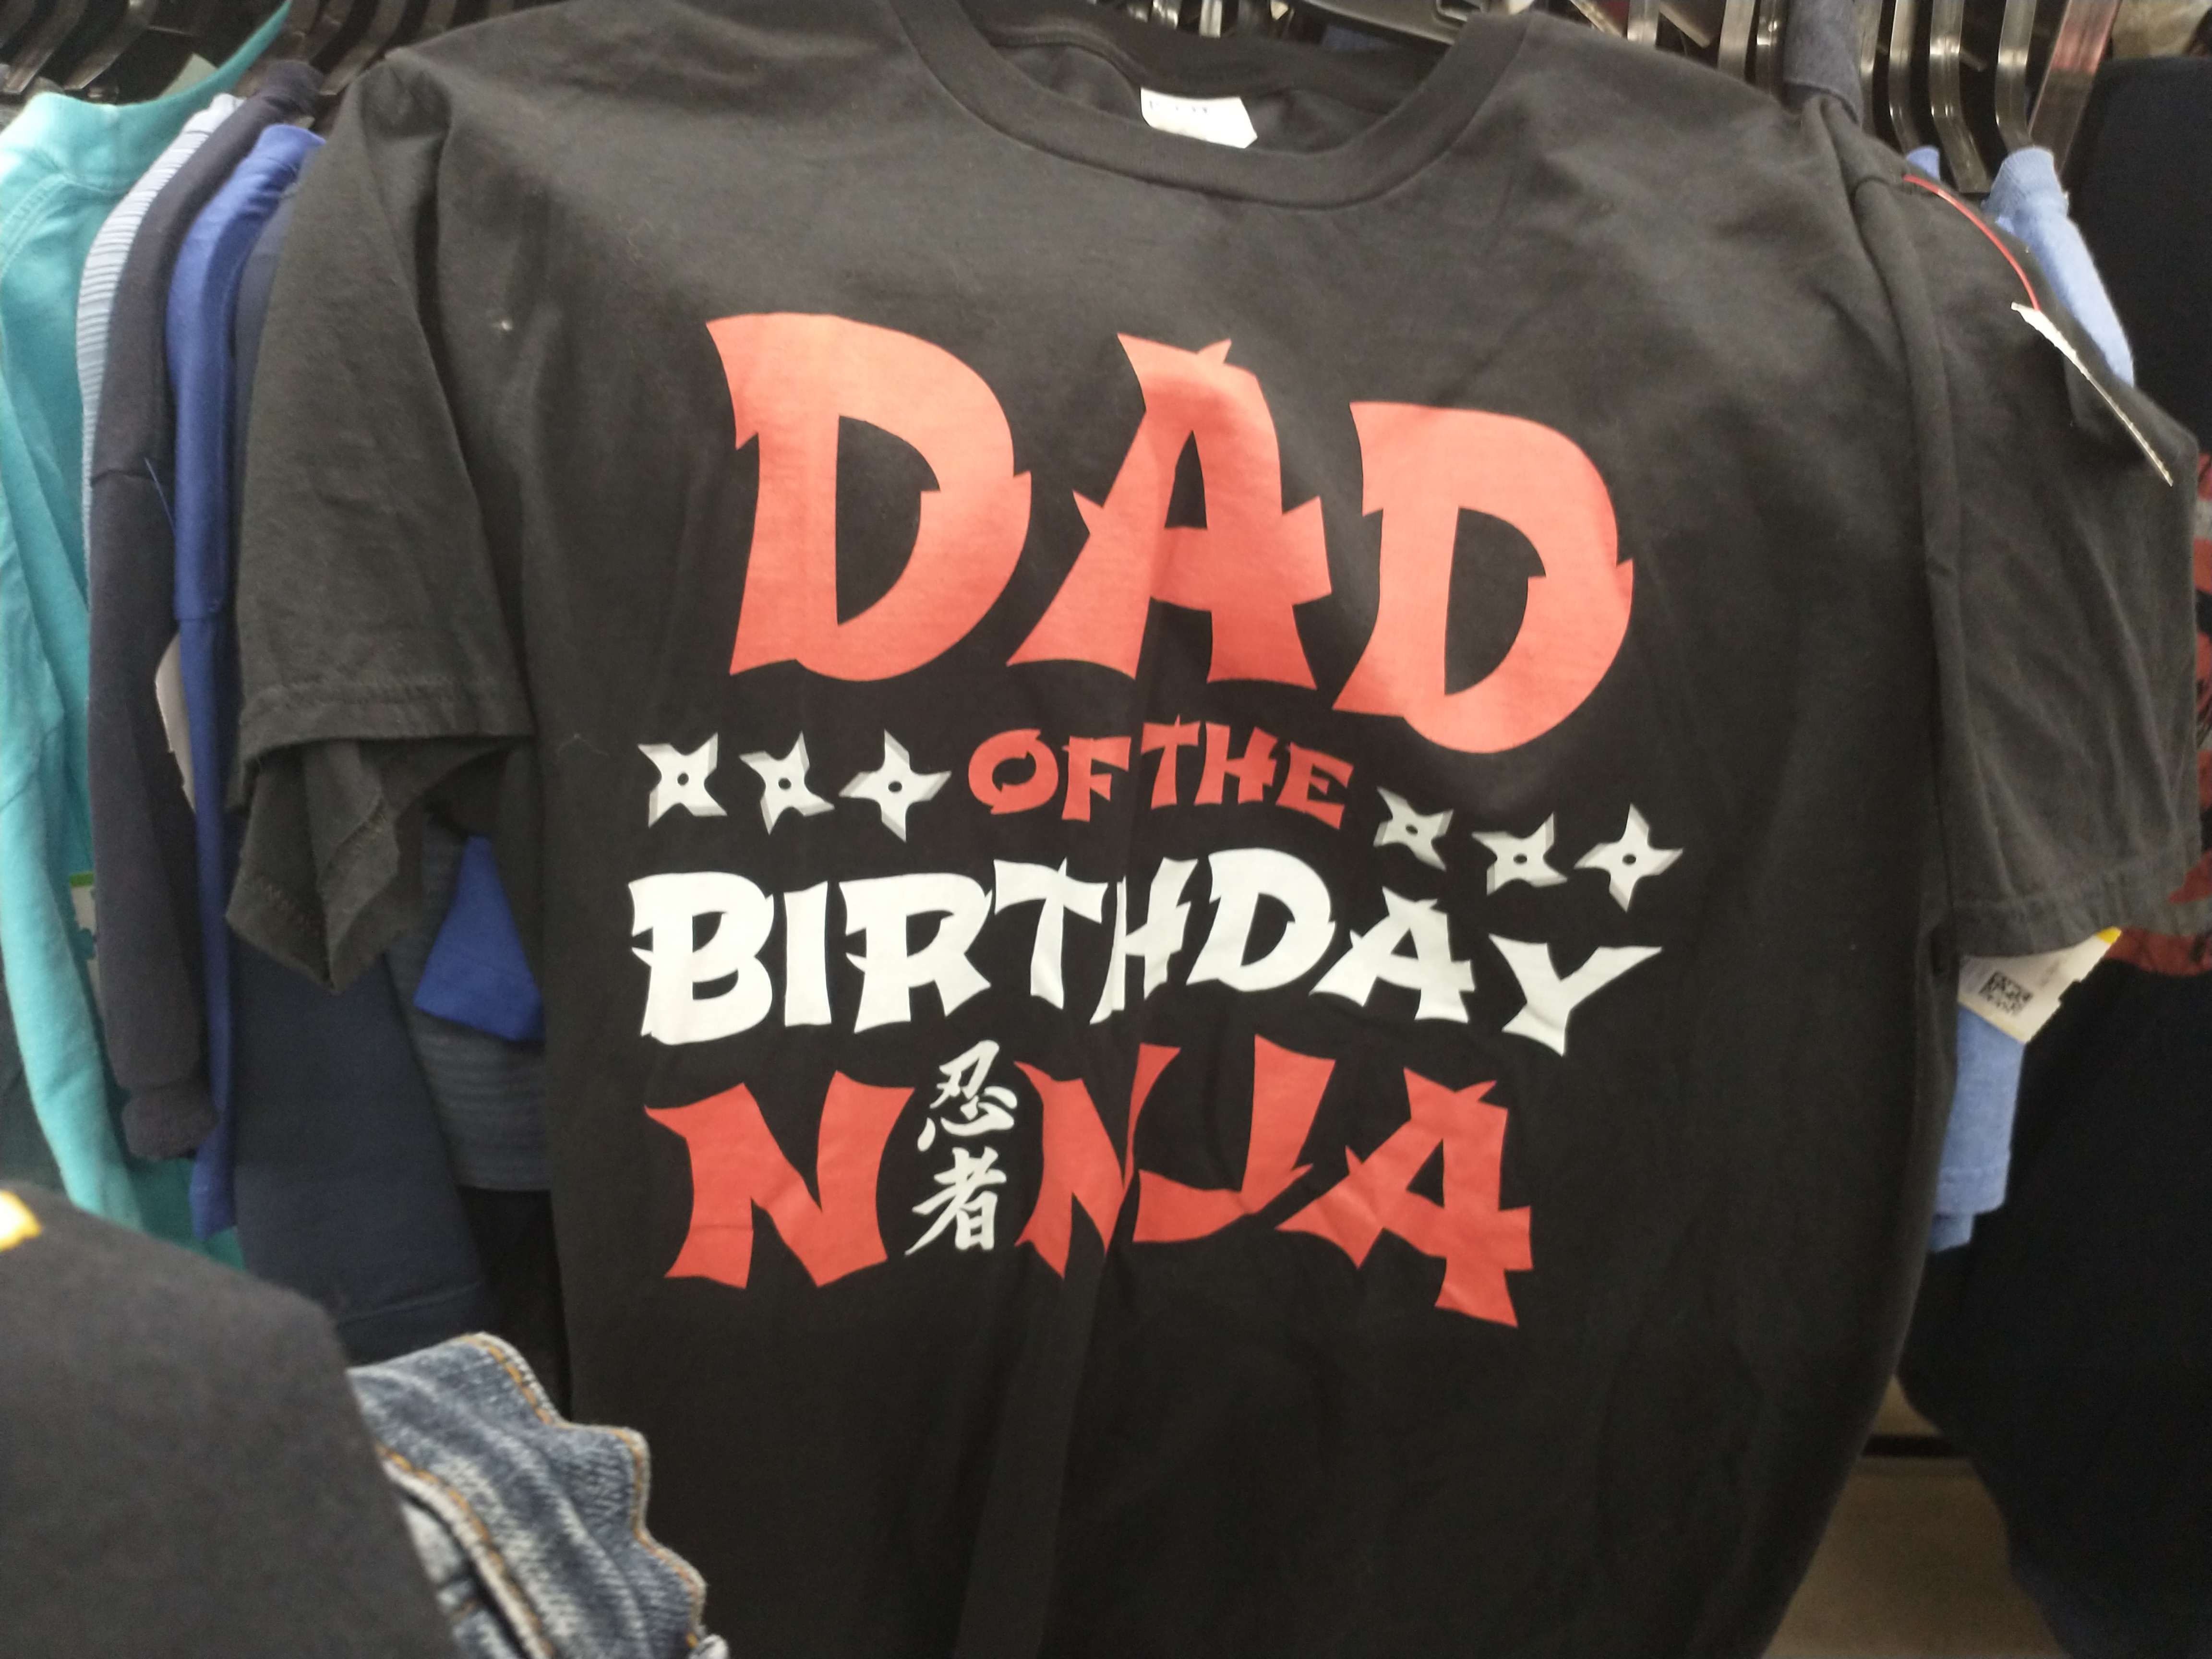 DAD
OF THE
BIRTHDAY
N忍者NJA